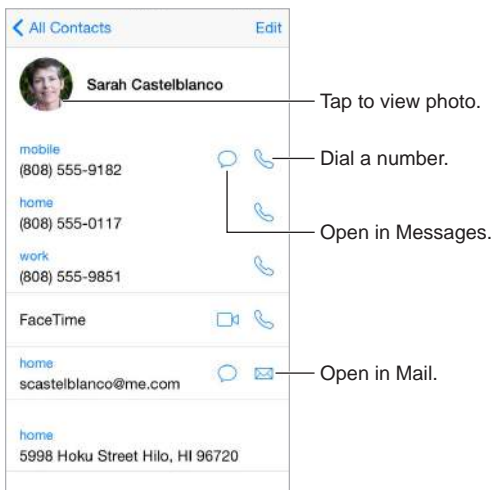 All Contacts Edit
Sarah Castelblanco
Tap to view photo.
mobile
(808) 555-9182
Dial a number.
home
(808) 555-0117
Open in Messages.
work
(808) 555-9851
FaceTime
home
scastelblanco@me.com
Open in Mail.
home
5998 Hoku Street Hilo, HI 96720